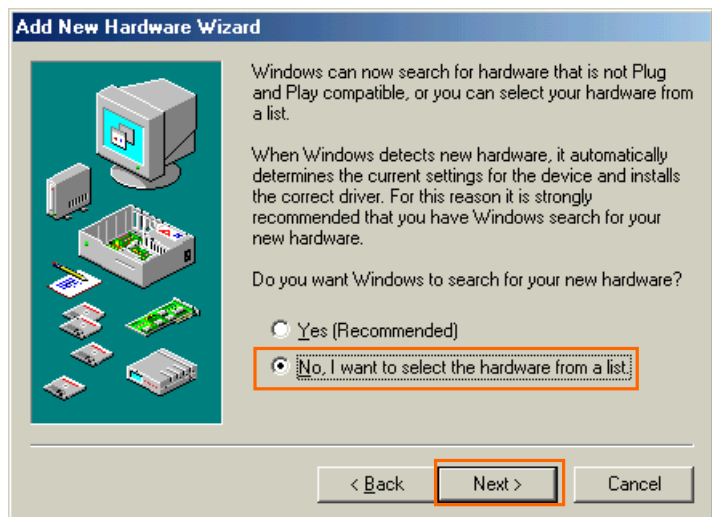 Add New Hardware Wizard
Windows can now search for hardware that is not Plug
and Play compatible, or you can select your hardware from
a list.
When Windows detects new hardware, it automatically
determines the current settings for the device and installs
the correct driver. For this reason it is strongly
recommended that you have Windows search for your
new hardware.
Do you want Windows to search for your new hardware?
Yes (Recommended)
No, I want to select the hardware from a list.
< Back
Next >
Cancel